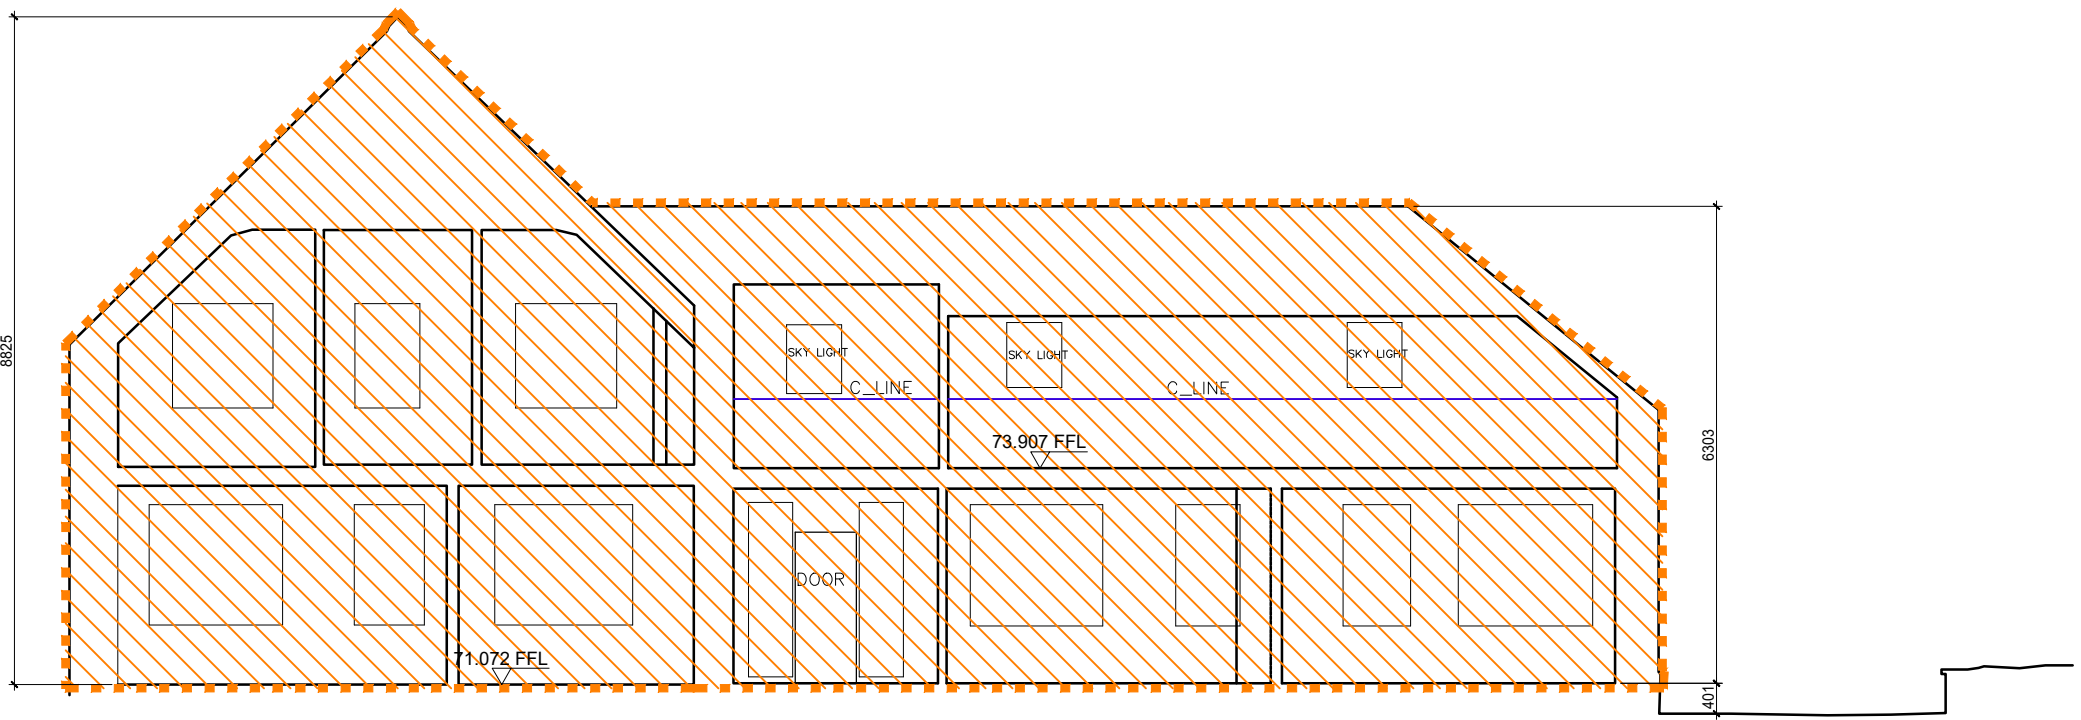 8825
SKY LIGHT
SKY LIGHT
SKY LIGHT
C_LINE
C_LINE
73.907 FFL
6303
DOOR
71.072 FFL
401